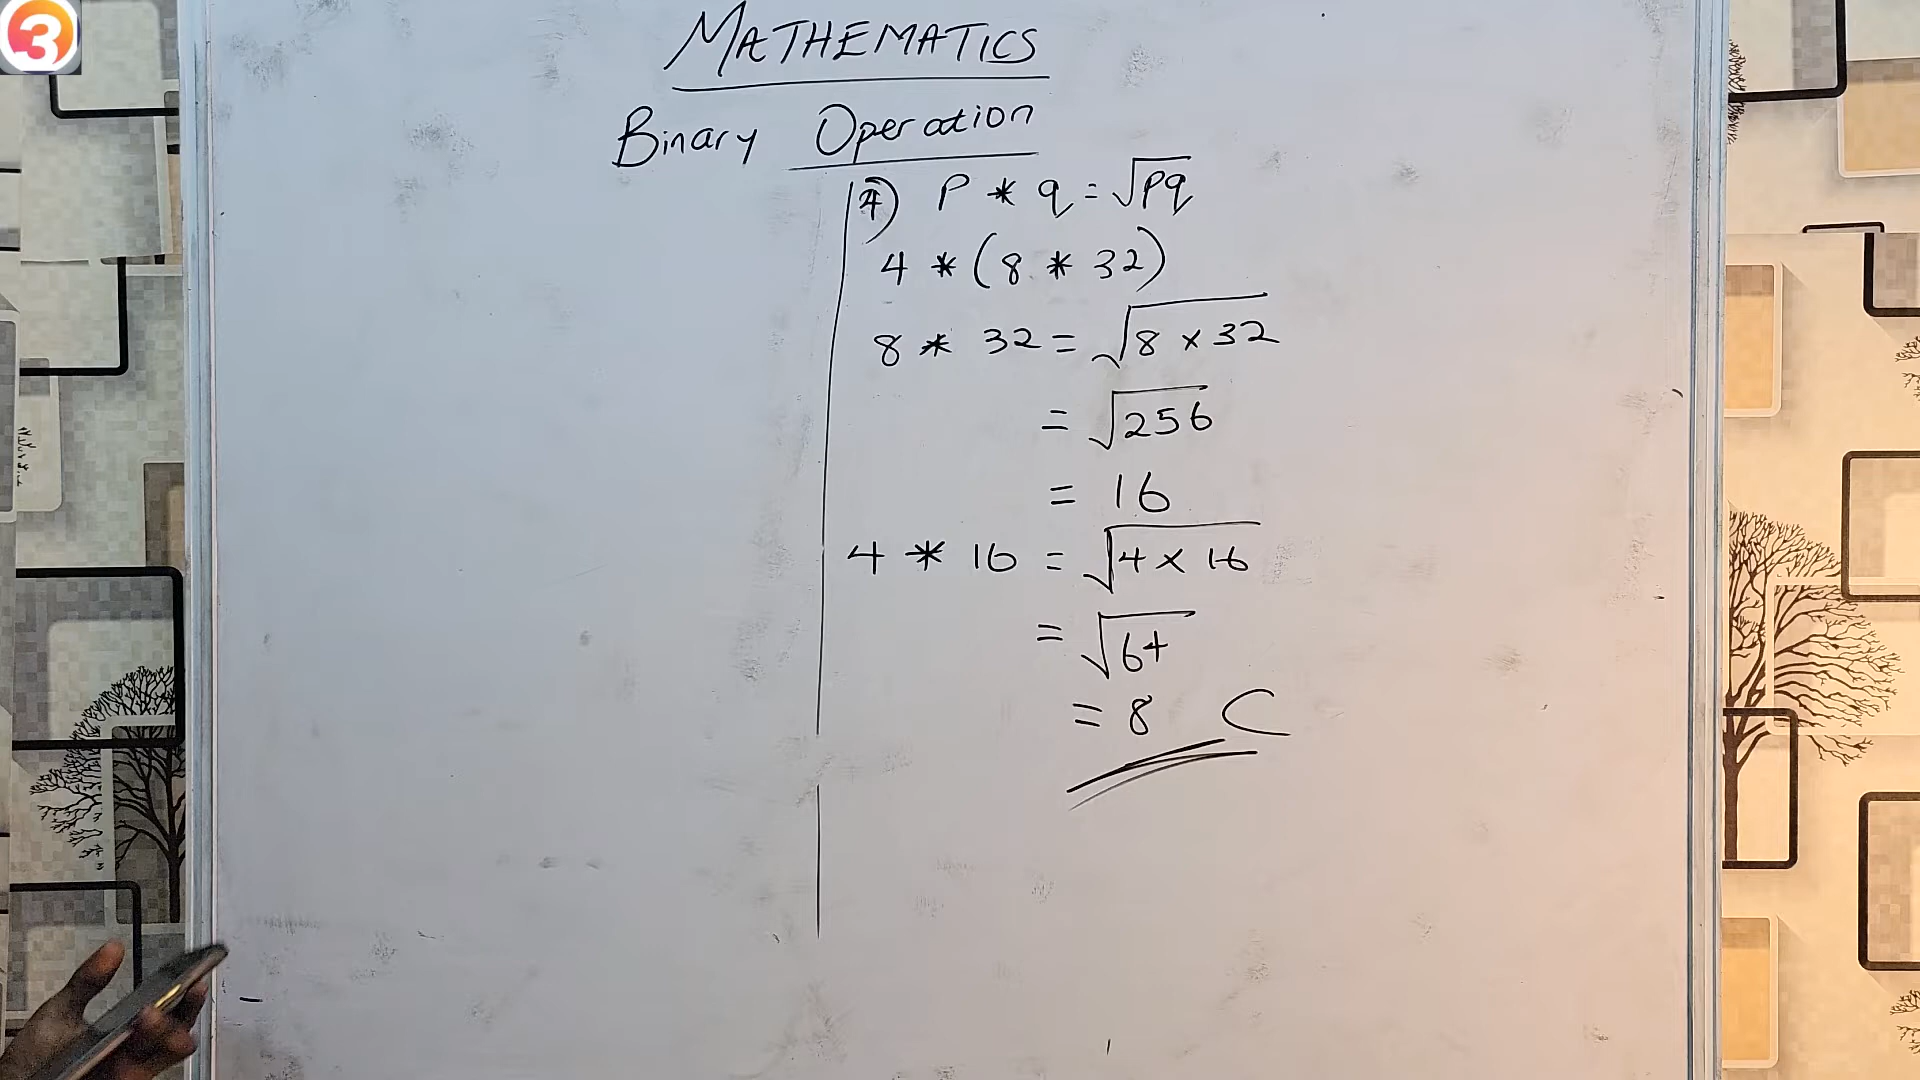 3
MATHEMATICS
Binary Operation
4) P * q = √pq
4 * (8 * 32)
8 * 32 = √8 × 32
= √256
= 16
4 * 16 = √4 × 16
= √64
= 8 C